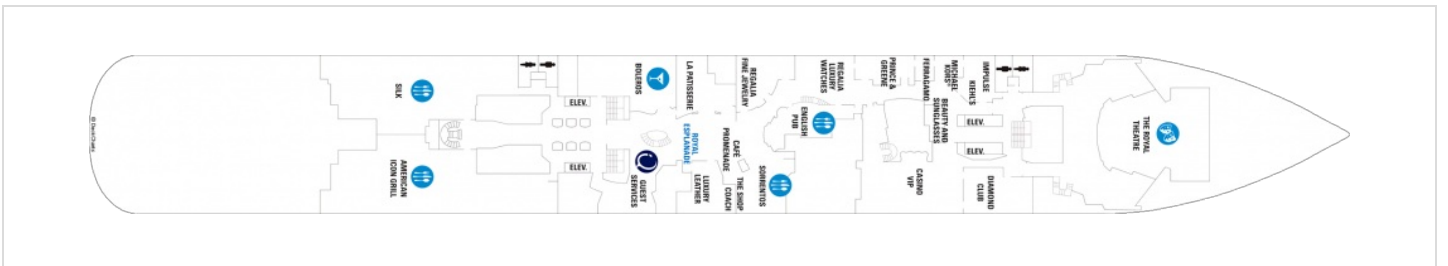 SILK
AMERICAN
ICON GRILL
ELEV.
ELEV.
BOLEROS
GUEST
SERVICES
LA PATISSERIE
ROYAL
ESPLANADE
LUXURY
LEATHER
REGALIA
FINE JEWELRY
CAFÉ
PROMENADE
THE SHOP
COACH
SORRENTOS
ENGLISH
PUB
REGALIA
LUXURY
WATCHES
PRINCE &
GREENE
FERRAGAMO
MICHAEL
KORS
BEAUTY AND
SUNGLASSES
KIEHL'S
IMPULSE
ELEV.
ELEV.
CASINO
VIP
DIAMOND
CLUB
THE ROYAL
THEATRE